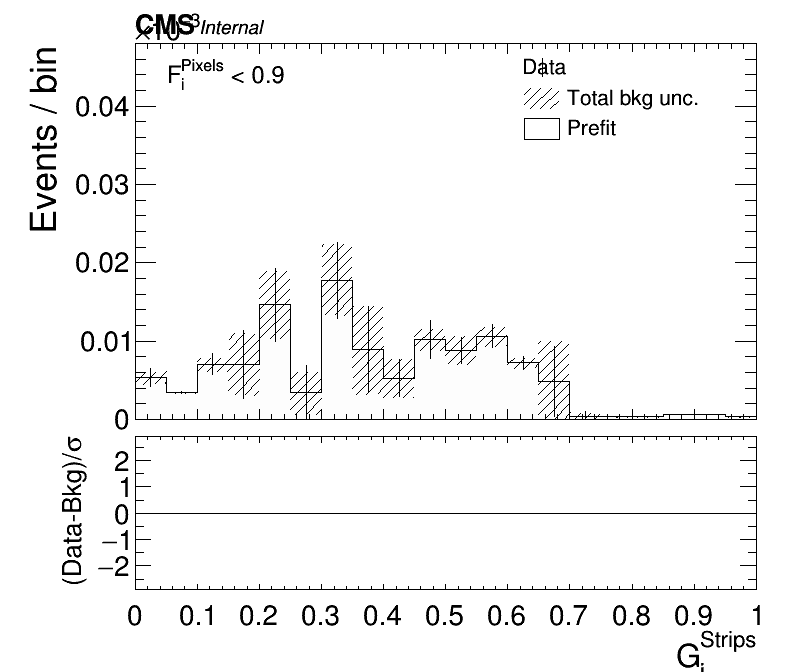 CMS Internal
×10³
F_i^Pixels < 0.9
Data
Total bkg unc.
Prefit
Events / bin
0.04
0.03
0.02
0.01
0
(Data-Bkg)/σ
2
1
0
−1
−2
0 0.1 0.2 0.3 0.4 0.5 0.6 0.7 0.8 0.9 1
G_i^Strips